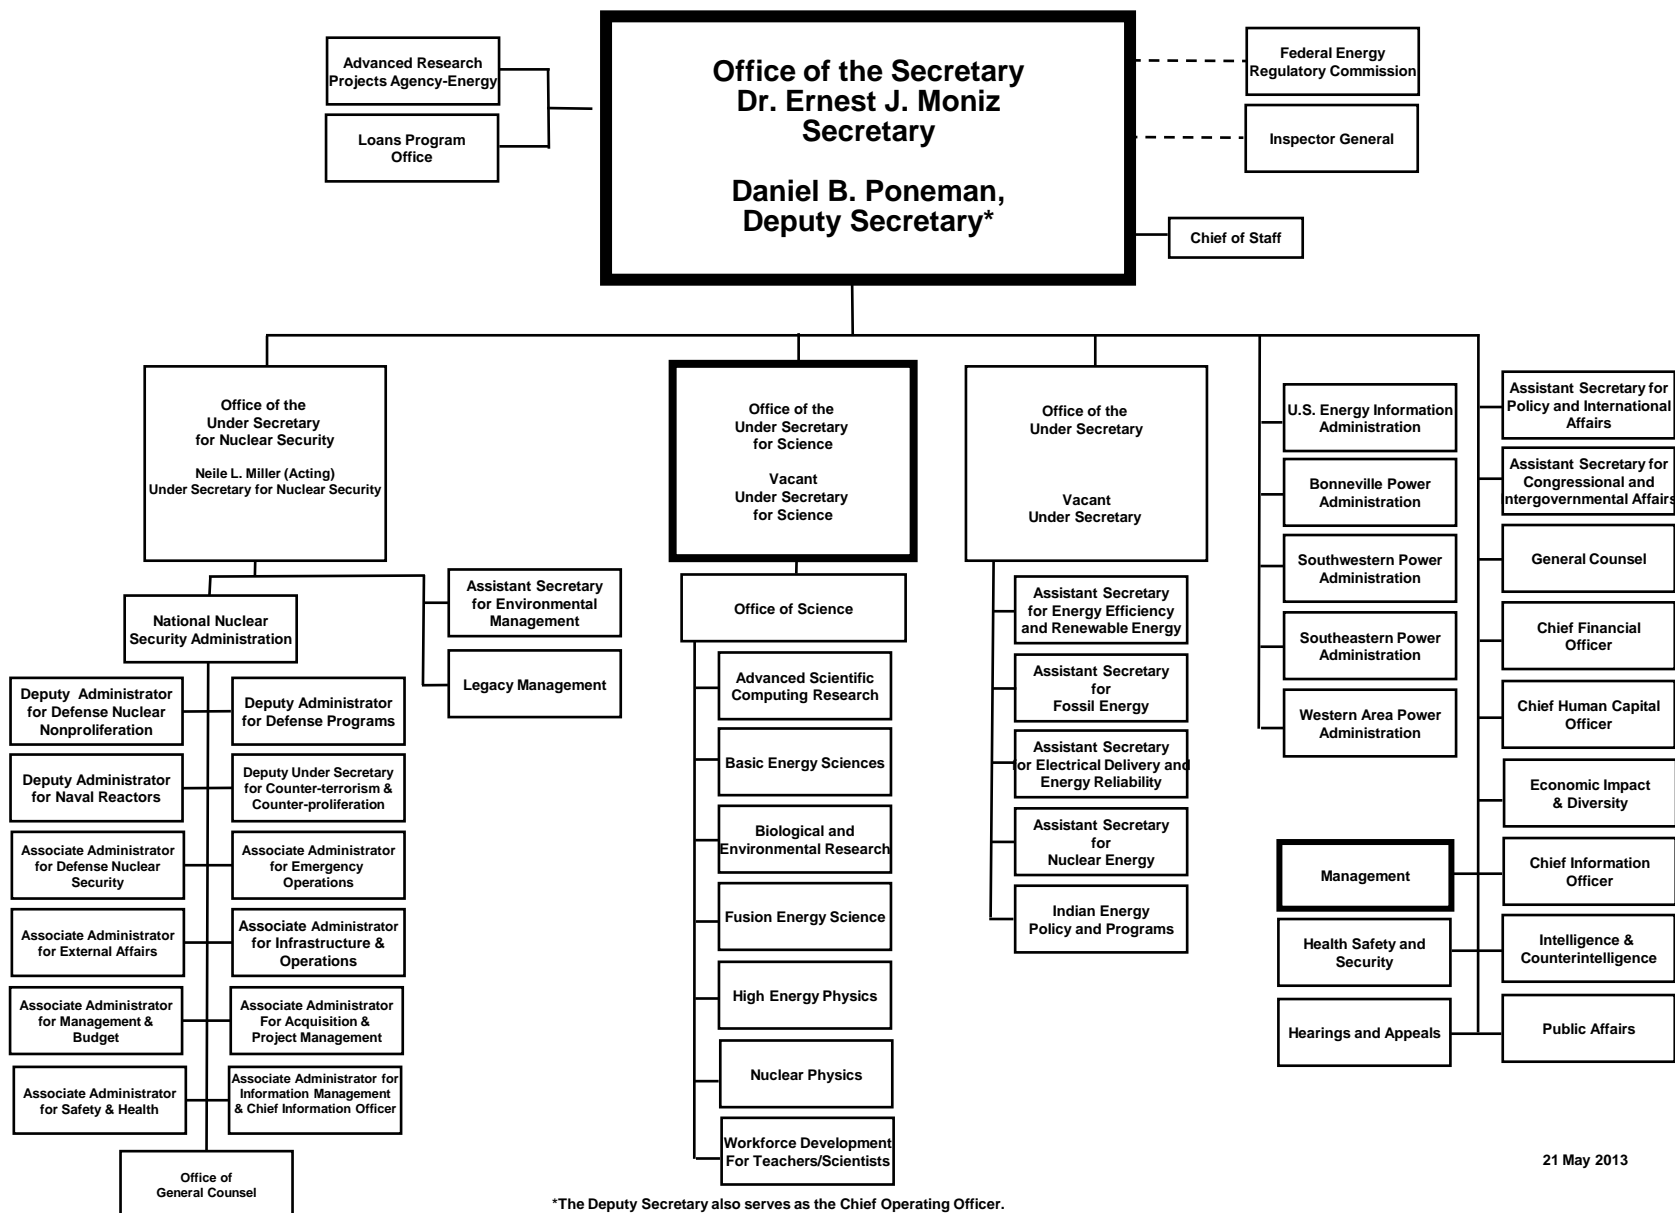 Advanced Research
Projects Agency-Energy
Loans Program
Office
Office of the Secretary
Dr. Ernest J. Moniz
Secretary
Daniel B. Poneman,
Deputy Secretary*
Federal Energy
Regulatory Commission
Inspector General
Chief of Staff
Office of the
Under Secretary
for Nuclear Security
Neile L. Miller (Acting)
Under Secretary for Nuclear Security
National Nuclear
Security Administration
Assistant Secretary
for Environmental
Management
Legacy Management
Deputy Administrator
for Defense Nuclear
Nonproliferation
Deputy Administrator
for Defense Programs
Deputy Administrator
for Naval Reactors
Deputy Under Secretary
for Counter-terrorism &
Counter-proliferation
Associate Administrator
for Defense Nuclear
Security
Associate Administrator
for Emergency
Operations
Associate Administrator
for External Affairs
Associate Administrator
for Infrastructure &
Operations
Associate Administrator
for Management &
Budget
Associate Administrator
For Acquisition &
Project Management
Associate Administrator
for Safety & Health
Associate Administrator for
Information Management
& Chief Information Officer
Office of
General Counsel
Office of the
Under Secretary
for Science
Vacant
Under Secretary
for Science
Office of Science
Advanced Scientific
Computing Research
Basic Energy Sciences
Biological and
Environmental Research
Fusion Energy Science
High Energy Physics
Nuclear Physics
Workforce Development
For Teachers/Scientists
Office of the
Under Secretary
Vacant
Under Secretary
Assistant Secretary
for Energy Efficiency
and Renewable Energy
Assistant Secretary
for
Fossil Energy
Assistant Secretary
for Electrical Delivery and
Energy Reliability
Assistant Secretary
for
Nuclear Energy
Indian Energy
Policy and Programs
U.S. Energy Information
Administration
Bonneville Power
Administration
Southwestern Power
Administration
Southeastern Power
Administration
Western Area Power
Administration
Assistant Secretary for
Policy and International
Affairs
Assistant Secretary for
Congressional and
ntergovernmental Affairs
General Counsel
Chief Financial
Officer
Chief Human Capital
Officer
Economic Impact
& Diversity
Management
Chief Information
Officer
Health Safety and
Security
Intelligence &
Counterintelligence
Hearings and Appeals
Public Affairs
21 May 2013
*The Deputy Secretary also serves as the Chief Operating Officer.